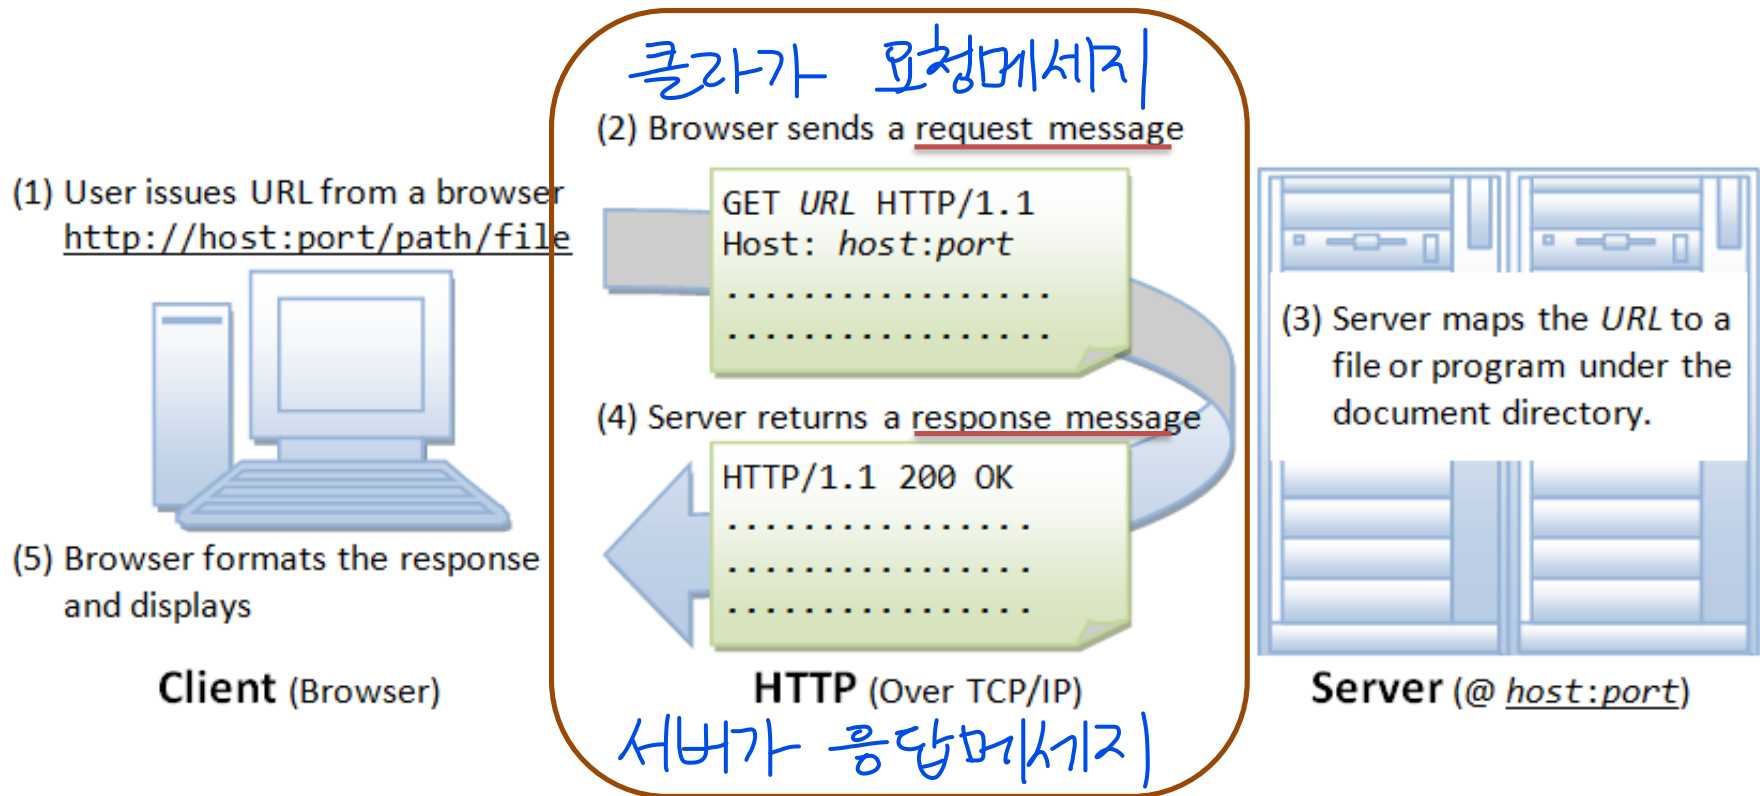 클라가 요청메세지
(2) Browser sends a request message
(1) User issues URL from a browser
http://host:port/path/file
GET URL HTTP/1.1
Host: host:port
..................
..................
(3) Server maps the URL to a
file or program under the
document directory.
(4) Server returns a response message
HTTP/1.1 200 OK
.................
.................
.................
(5) Browser formats the response
and displays
Client (Browser)
HTTP (Over TCP/IP)
Server (@ host:port)
서버가 응답메세지